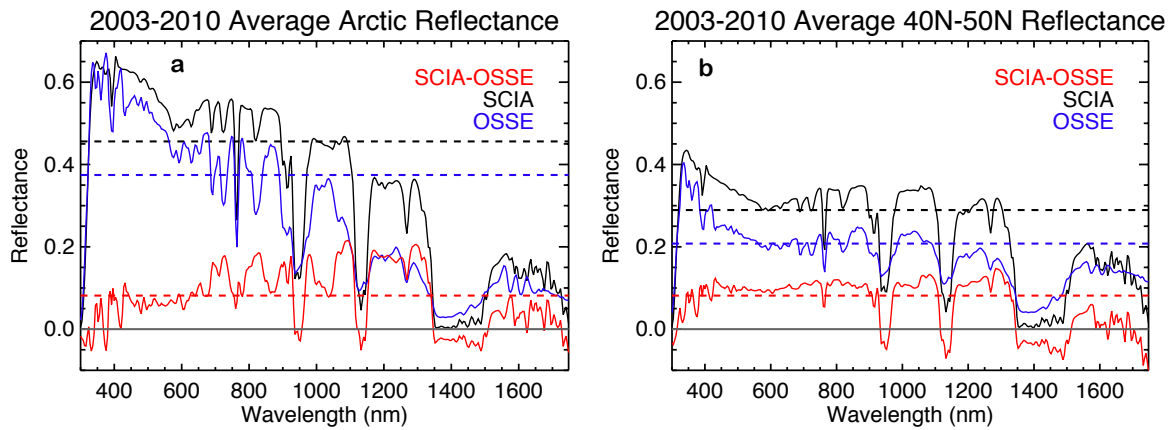 2003-2010 Average Arctic Reflectance
a
SCIA-OSSE
SCIA
OSSE
Reflectance
0.6
0.4
0.2
0.0
400 600 800 1000 1200 1400 1600
Wavelength (nm)
2003-2010 Average 40N-50N Reflectance
b
SCIA-OSSE
SCIA
OSSE
Reflectance
0.6
0.4
0.2
0.0
400 600 800 1000 1200 1400 1600
Wavelength (nm)